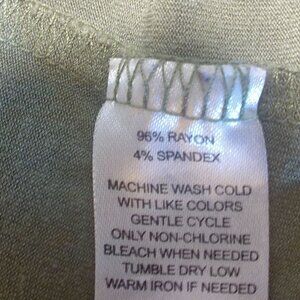 96% RAYON
4% SPANDEX
MACHINE WASH COLD
WITH LIKE COLORS
GENTLE CYCLE
ONLY NON-CHLORINE
BLEACH WHEN NEEDED
TUMBLE DRY LOW
WARM IRON IF NEEDED